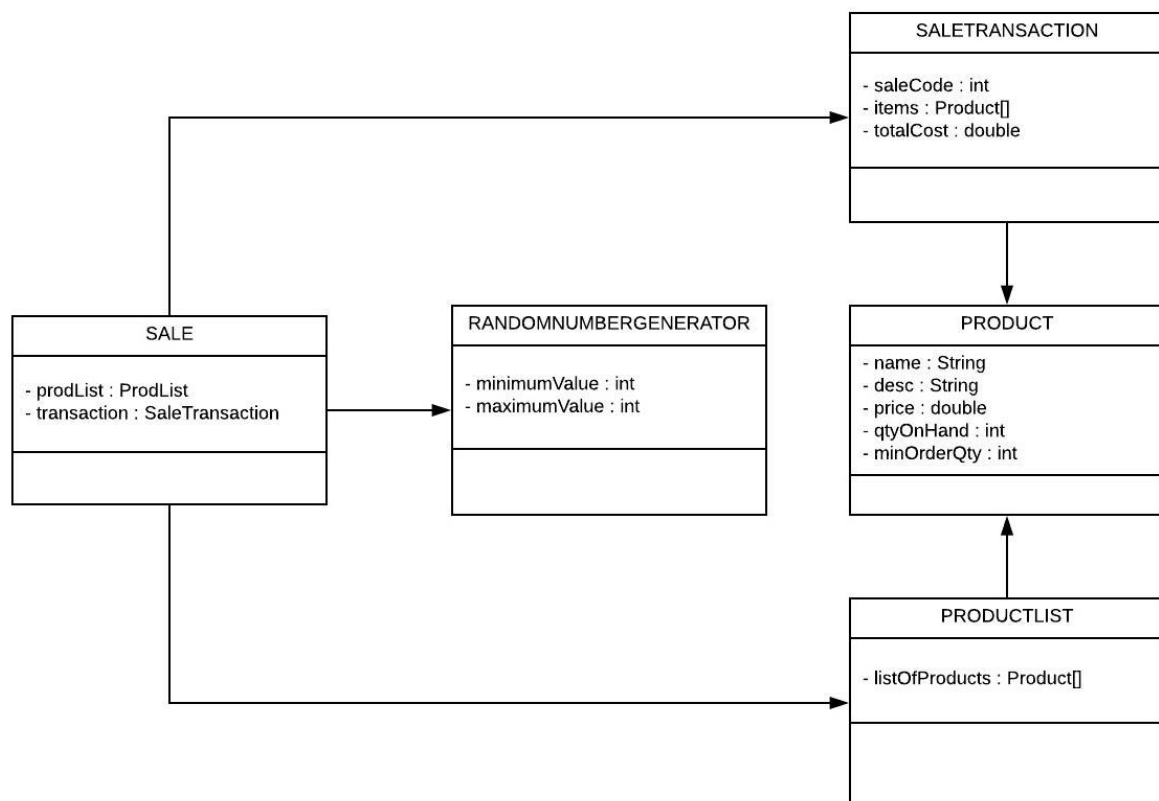 SALETRANSACTION
- saleCode : int
- items : Product[]
- totalCost : double
SALE
- prodList : ProdList
- transaction : SaleTransaction
RANDOMNUMBERGENERATOR
- minimumValue : int
- maximumValue : int
PRODUCT
- name : String
- desc : String
- price : double
- qtyOnHand : int
- minOrderQty : int
PRODUCTLIST
- listOfProducts : Product[]